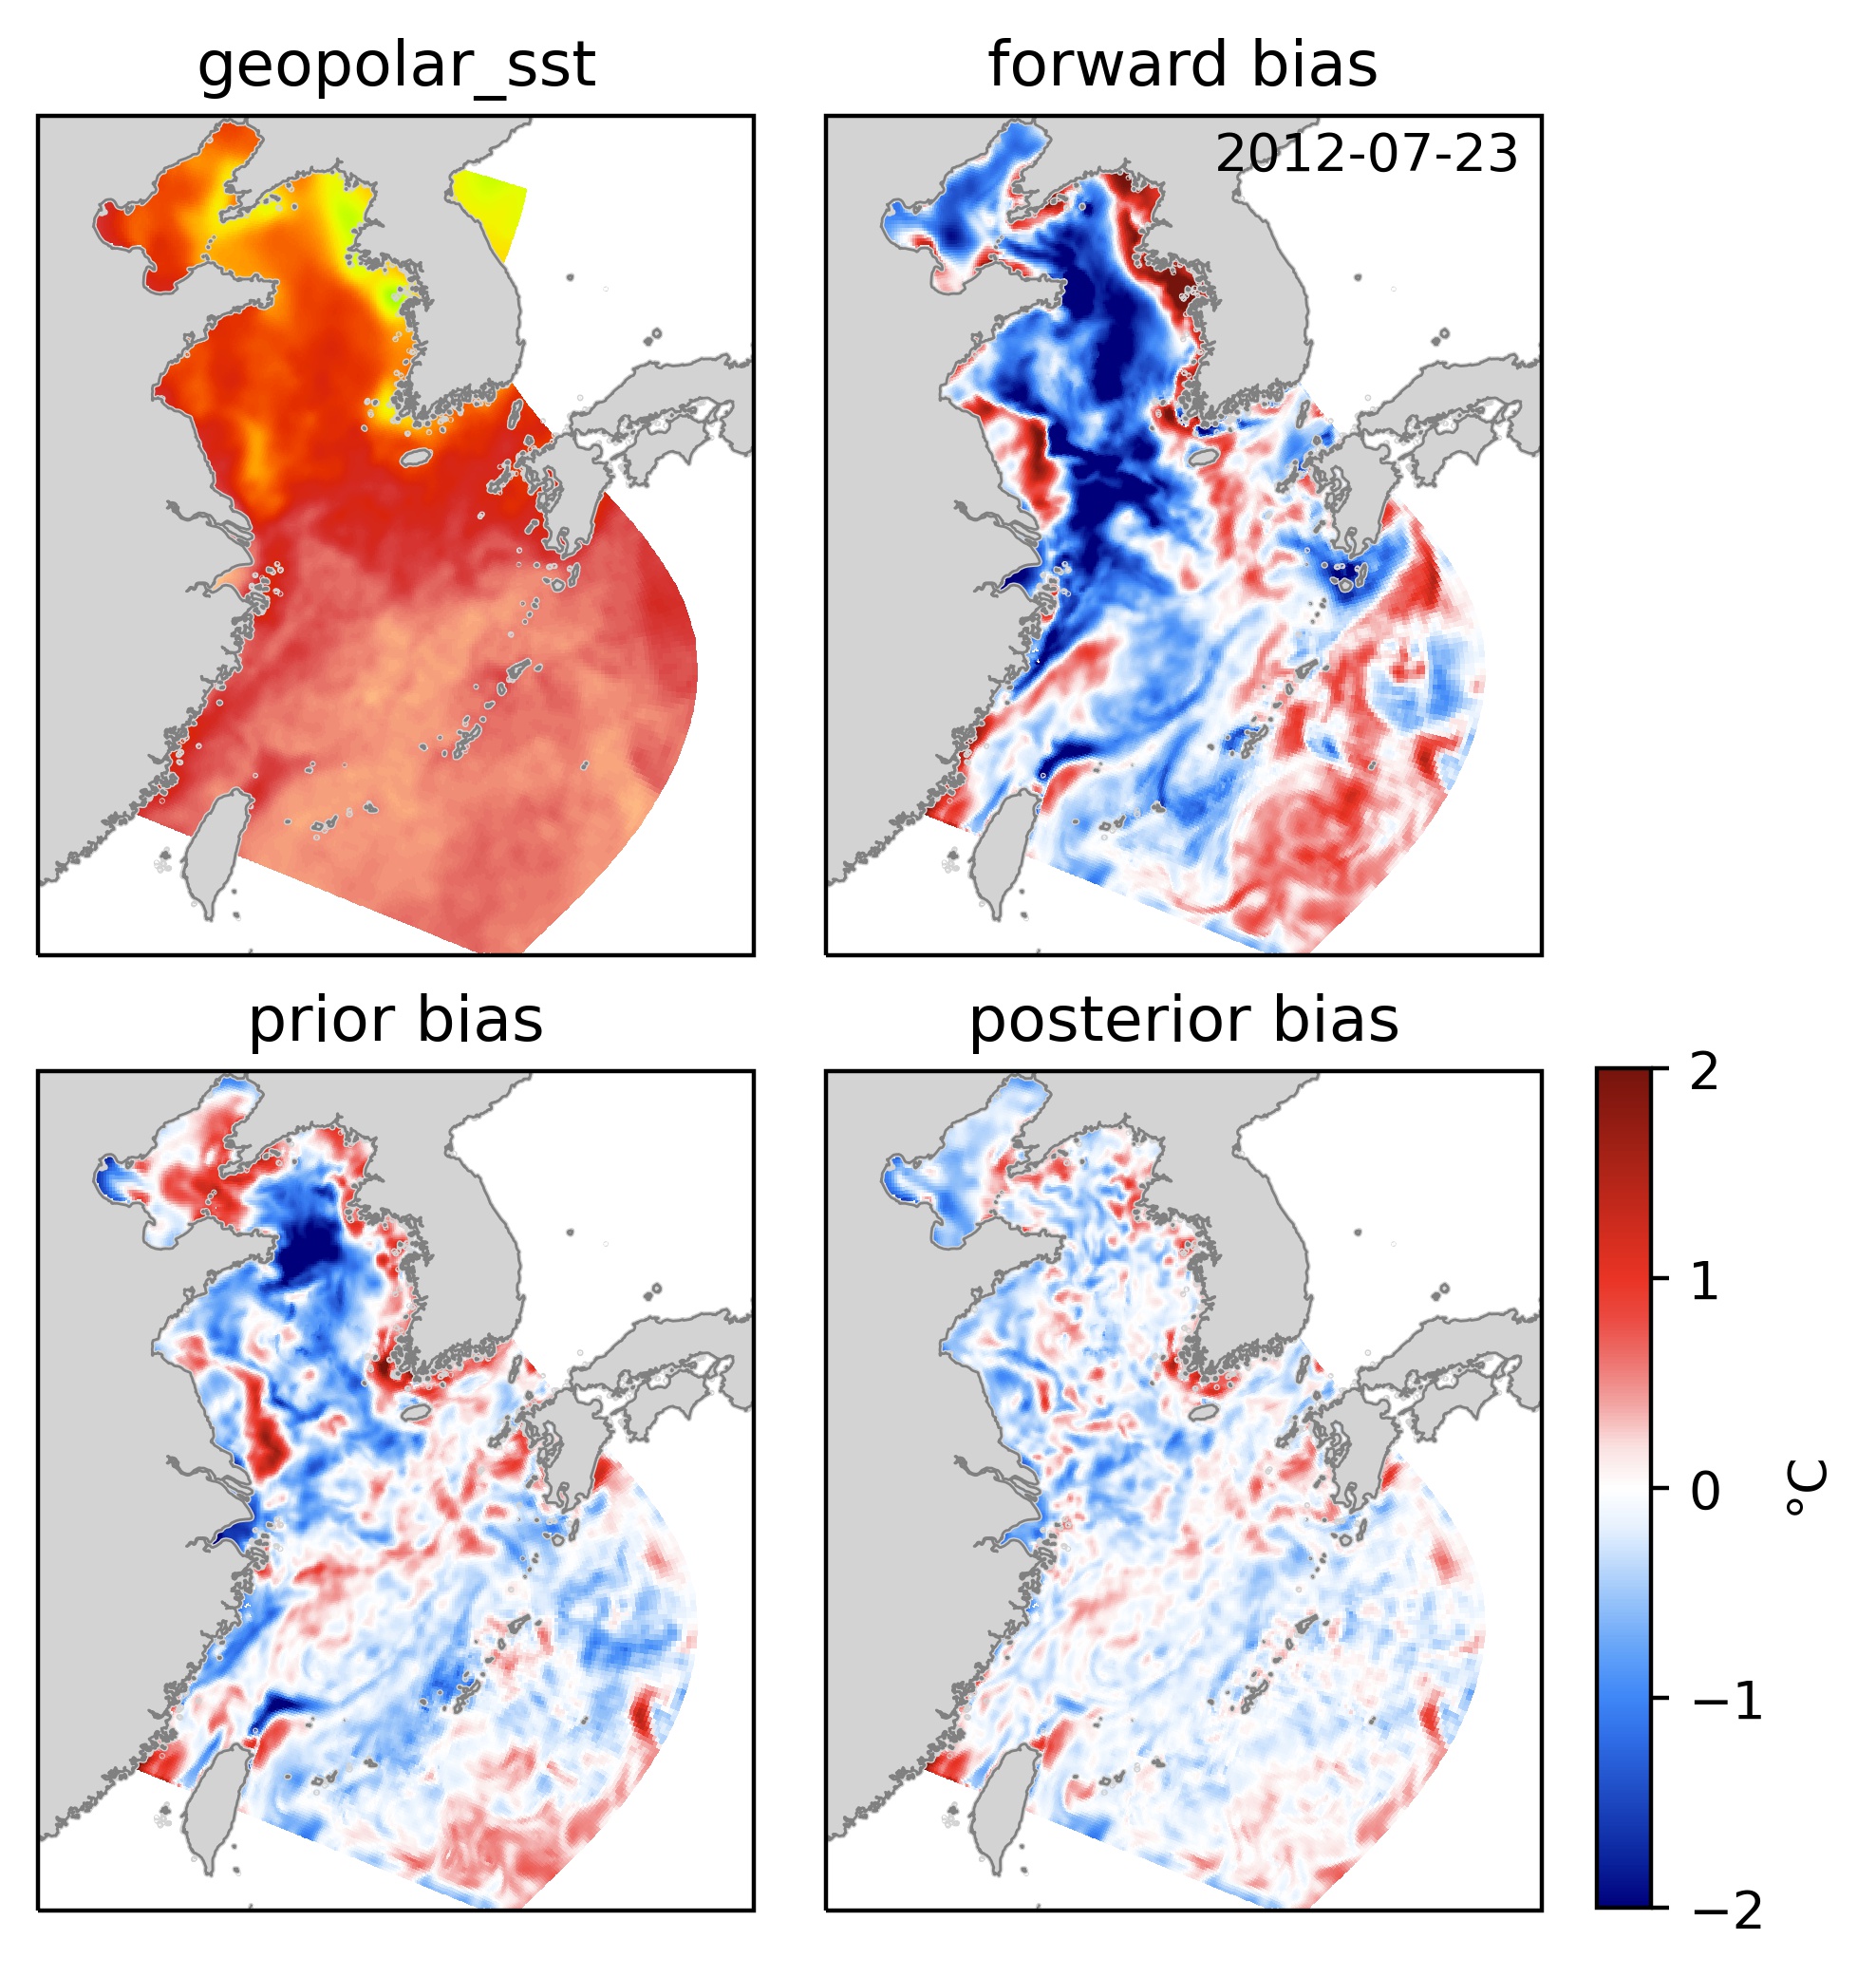 geopolar_sst
forward bias
2012-07-23
prior bias
posterior bias
2
1
0
−1
−2
°C